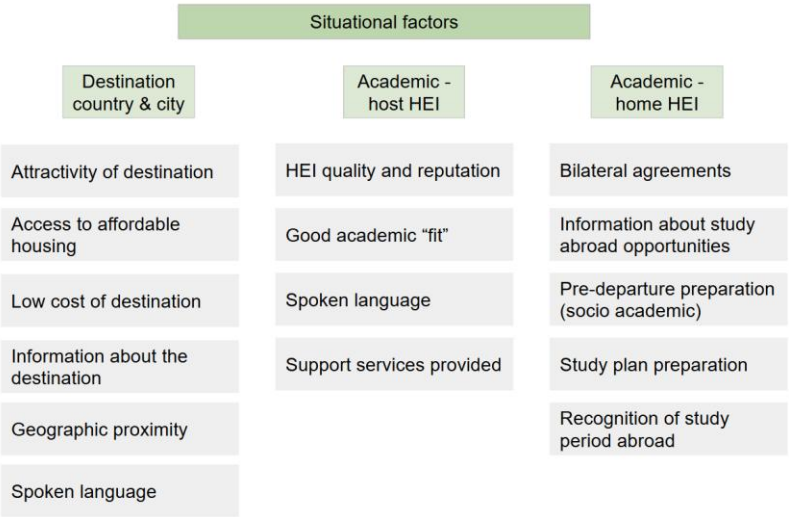 Situational factors
Destination
country & city
Academic -
host HEI
Academic -
home HEI
Attractivity of destination
Access to affordable
housing
Low cost of destination
Information about the
destination
Geographic proximity
Spoken language
HEI quality and reputation
Good academic “fit”
Spoken language
Support services provided
Bilateral agreements
Information about study
abroad opportunities
Pre-departure preparation
(socio academic)
Study plan preparation
Recognition of study
period abroad